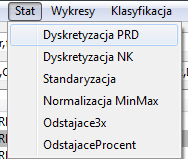 Stat Wykresy Klasyfikacja
Dyskretyzacja PRD
Dyskretyzacja NK
Standaryzacja
Normalizacja MinMax
Odstajace3x
OdstajaceProcent